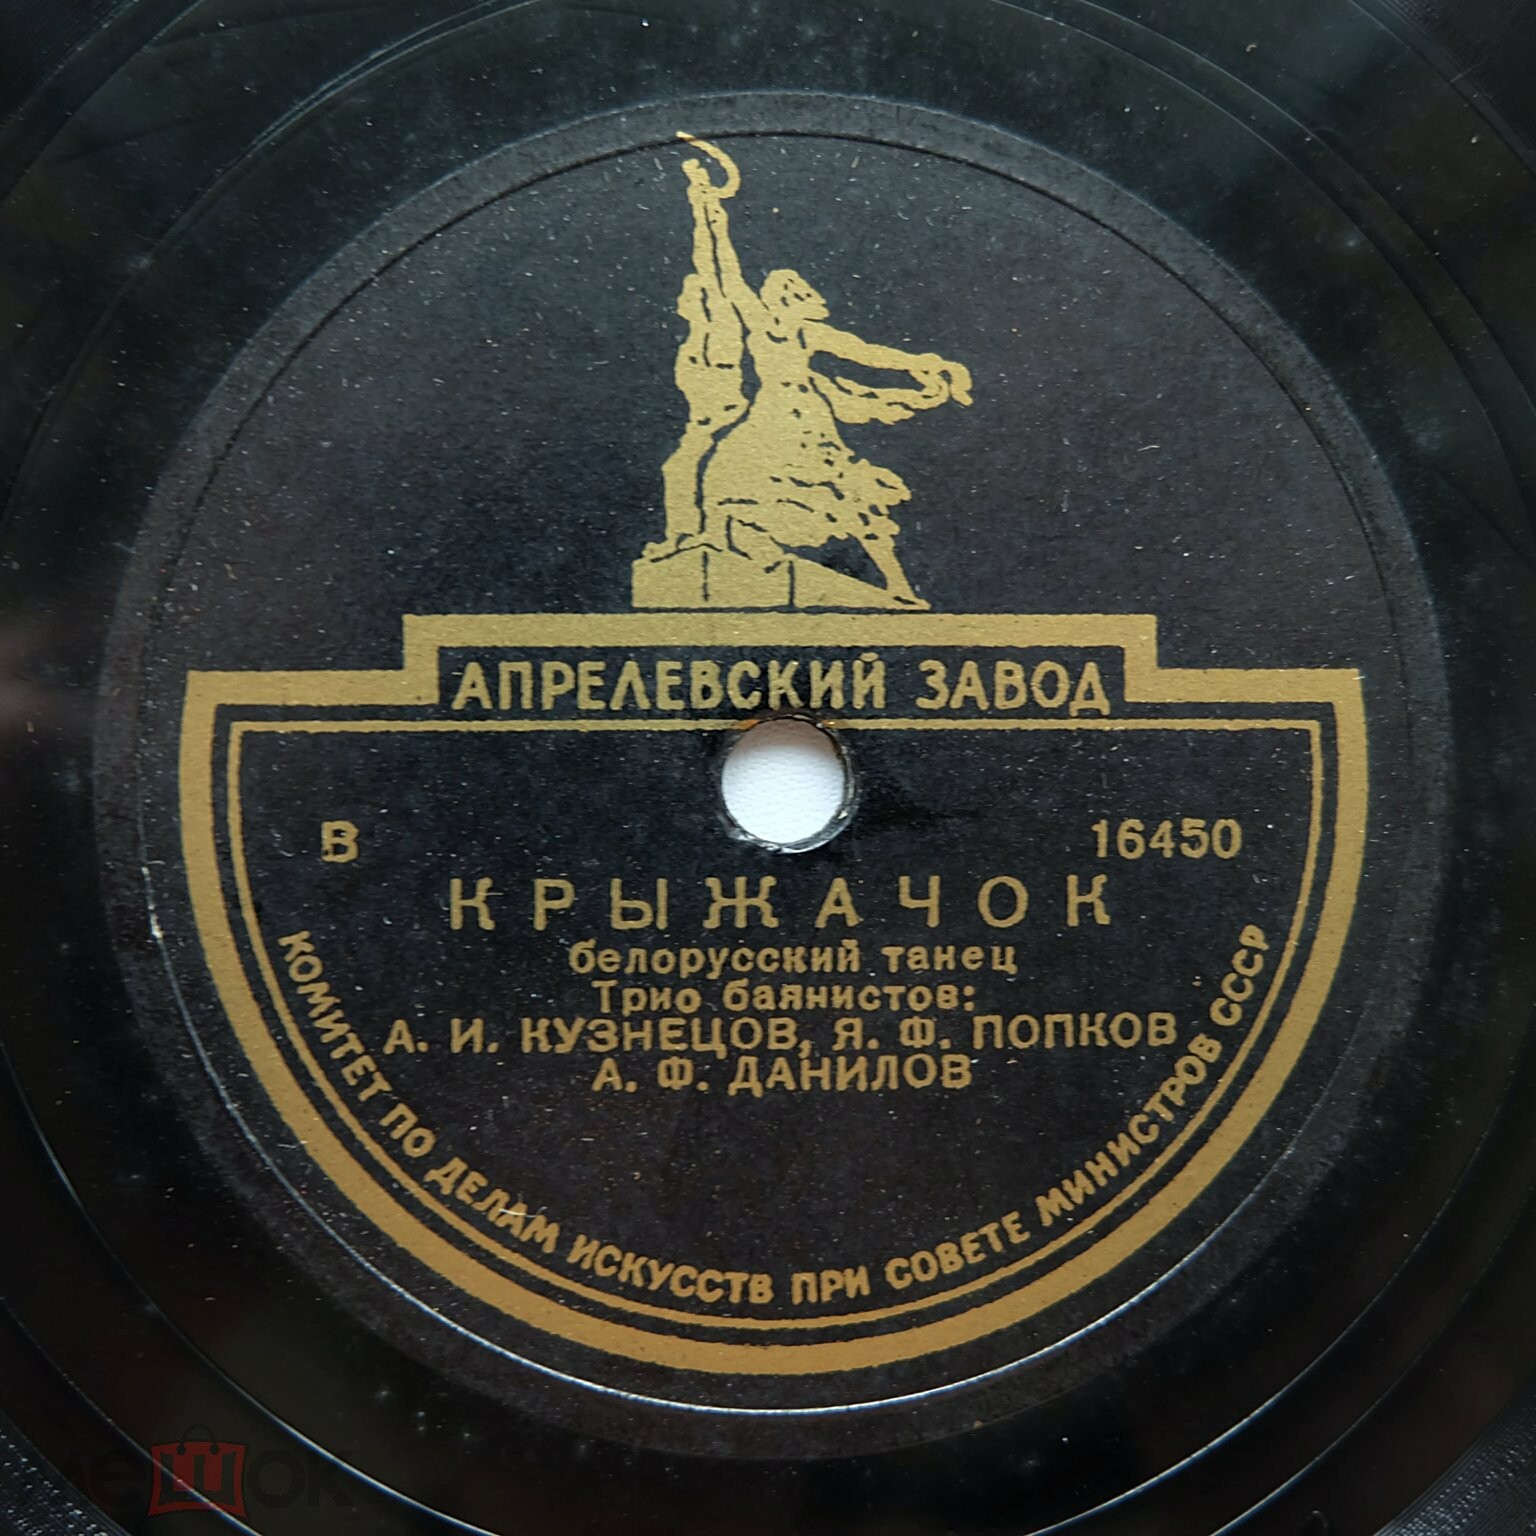 АПРЕЛЕВСКИЙ ЗАВОД
В 16450
КРЫЖАЧОК
белорусский танец
Трио баянистов:
А. И. КУЗНЕЦОВ, Я. Ф. ПОПКОВ
А. Ф. ДАНИЛОВ
КОМИТЕТ ПО ДЕЛАМ ИСКУССТВ ПРИ СОВЕТЕ МИНИСТРОВ СССР
мешок